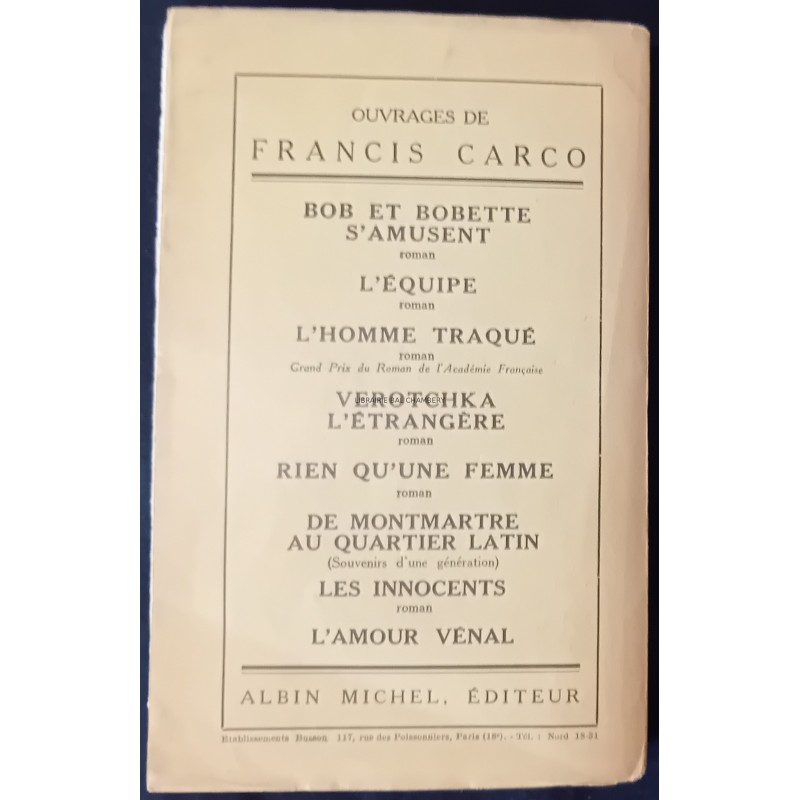 OUVRAGES DE
FRANCIS CARCO
BOB ET BOBETTE
S'AMUSENT
roman
L'ÉQUIPE
roman
L'HOMME TRAQUÉ
roman
Grand Prix du Roman de l'Académie Française
VEROTCHKA
L'ÉTRANGÈRE
roman
RIEN QU'UNE FEMME
roman
DE MONTMARTRE
AU QUARTIER LATIN
(Souvenirs d'une génération)
LES INNOCENTS
roman
L'AMOUR VÉNAL
ALBIN MICHEL, ÉDITEUR
Etablissements Busson, 117, rue des Poissonniers, Paris (18e). - Tél. : Nord 18-51